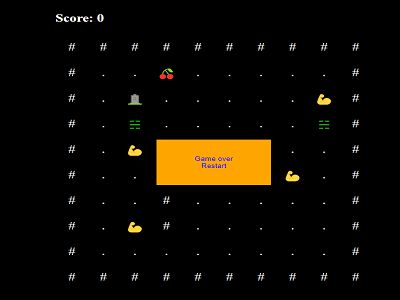 Score: 0
# # # # # # # # # #
# . . 🍒 . . . . . #
# . 🪦 . . . . . 💪 #
# . ☵ . . . . . ☵ #
# . 💪 . . #
Game over
Restart
# . . 💪 . #
# . . # . . . . . #
# . 💪 # . . . . . #
# . . . . . . . . #
# # # # # # # # # #